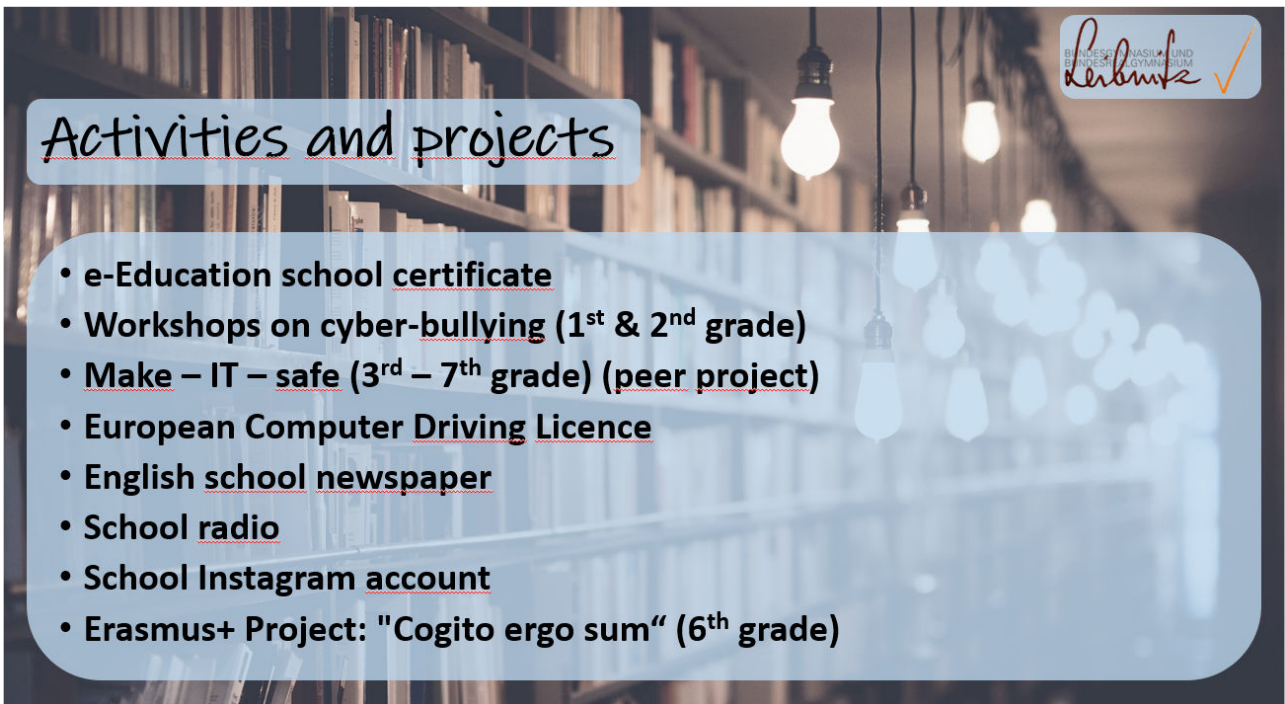 BUNDESGYMNASIUM UND
BUNDESREALGYMNASIUM
Leibnitz
Activities and projects
• e-Education school certificate
• Workshops on cyber-bullying (1st & 2nd grade)
• Make – IT – safe (3rd – 7th grade) (peer project)
• European Computer Driving Licence
• English school newspaper
• School radio
• School Instagram account
• Erasmus+ Project: "Cogito ergo sum“ (6th grade)